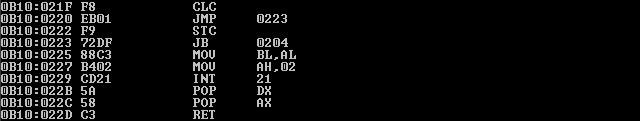 0B10:021F F8 CLC
0B10:0220 EB01 JMP 0223
0B10:0222 F9 STC
0B10:0223 72DF JB 0204
0B10:0225 88C3 MOV BL,AL
0B10:0227 B402 MOV AH,02
0B10:0229 CD21 INT 21
0B10:022B 5A POP DX
0B10:022C 58 POP AX
0B10:022D C3 RET